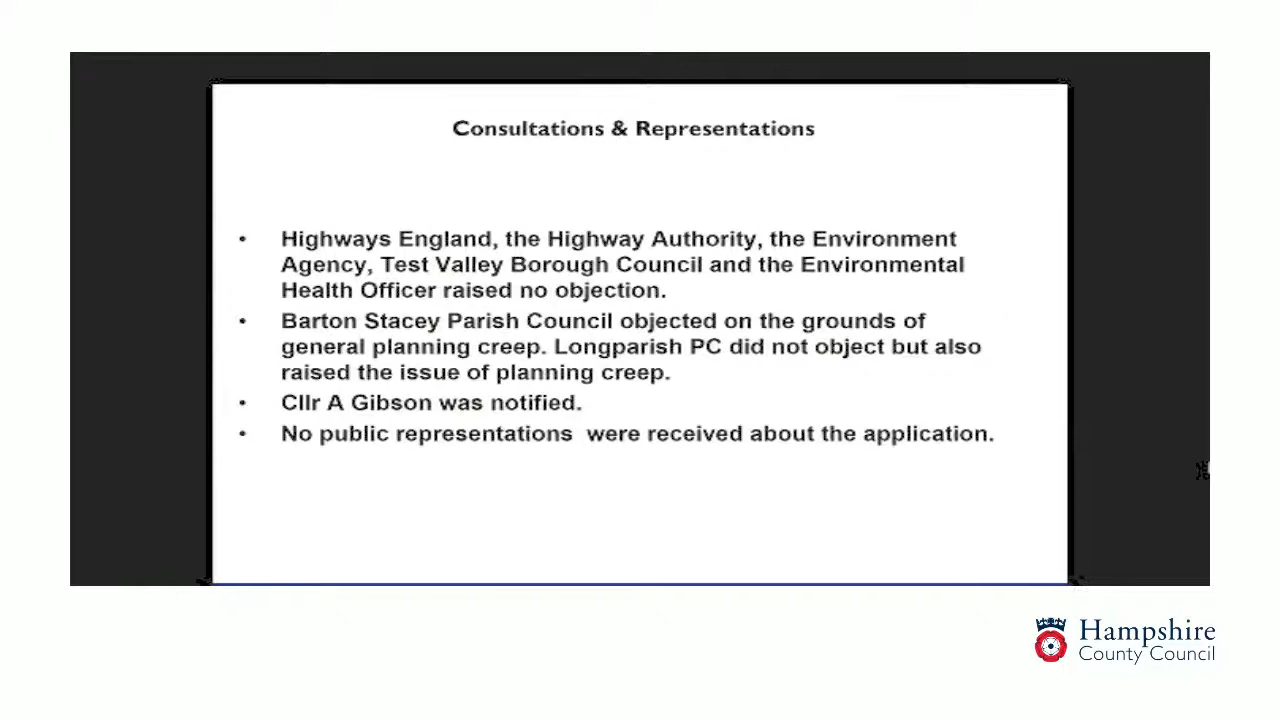 Consultations & Representations
• Highways England, the Highway Authority, the Environment
Agency, Test Valley Borough Council and the Environmental
Health Officer raised no objection.
• Barton Stacey Parish Council objected on the grounds of
general planning creep. Longparish PC did not object but also
raised the issue of planning creep.
• Cllr A Gibson was notified.
• No public representations  were received about the application.
Hampshire
County Council